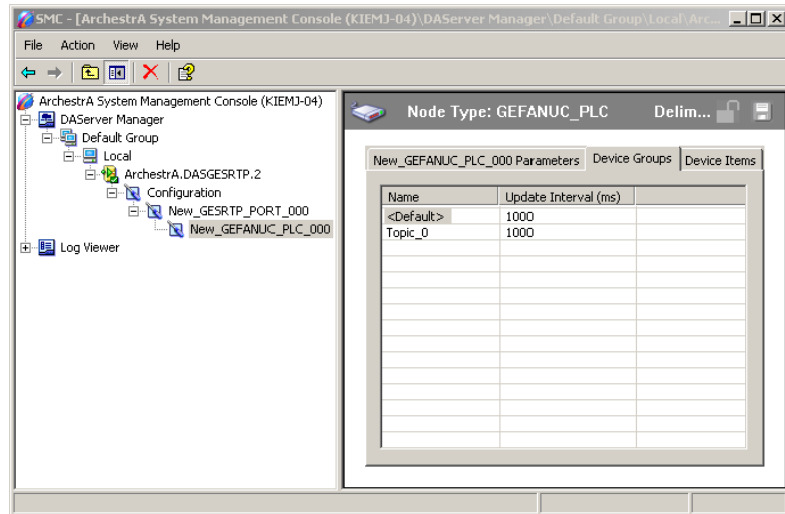 SMC - [ArchestrA System Management Console (KIEMJ-04)\DAServer Manager\Default Group\Local\Arc...
File Action View Help
ArchestrA System Management Console (KIEMJ-04)
DAServer Manager
Default Group
Local
ArchestrA.DASGESRTP.2
Configuration
New_GESRTP_PORT_000
New_GEFANUC_PLC_000
Log Viewer
Node Type: GEFANUC_PLC Delim...
New_GEFANUC_PLC_000 Parameters Device Groups Device Items
Name Update Interval (ms)
<Default> 1000
Topic_0 1000